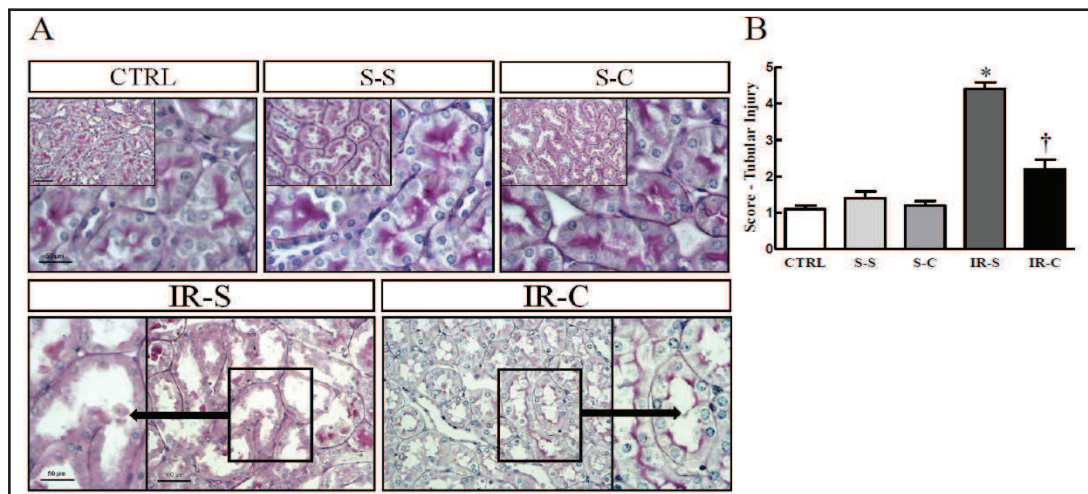 A
CTRL
S-S
S-C
50 µm
IR-S
IR-C
50 µm
B
Score - Tubular Injury
5
4
3
2
1
0
*
†
CTRL
S-S
S-C
IR-S
IR-C